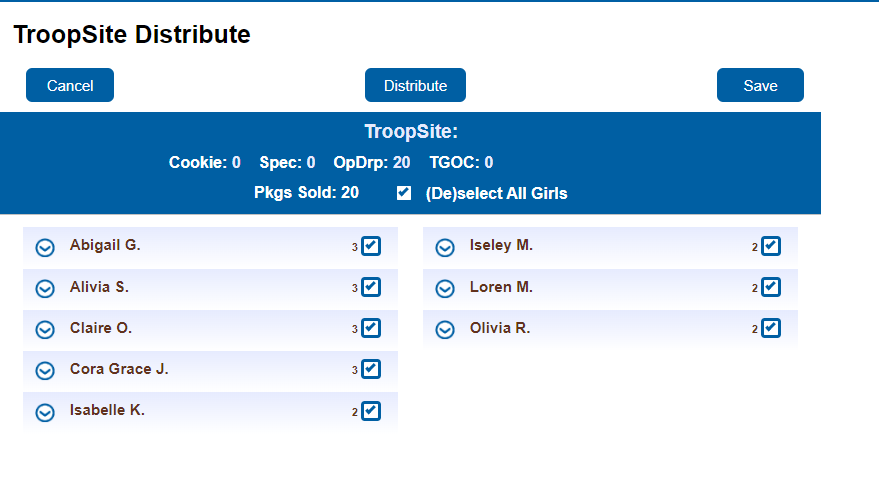 TroopSite Distribute
Cancel Distribute Save
TroopSite:
Cookie: 0 Spec: 0 OpDrp: 20 TGOC: 0
Pkgs Sold: 20 (De)select All Girls
Abigail G. 3
Alivia S. 3
Claire O. 3
Cora Grace J. 3
Isabelle K. 2
Iseley M. 2
Loren M. 2
Olivia R. 2